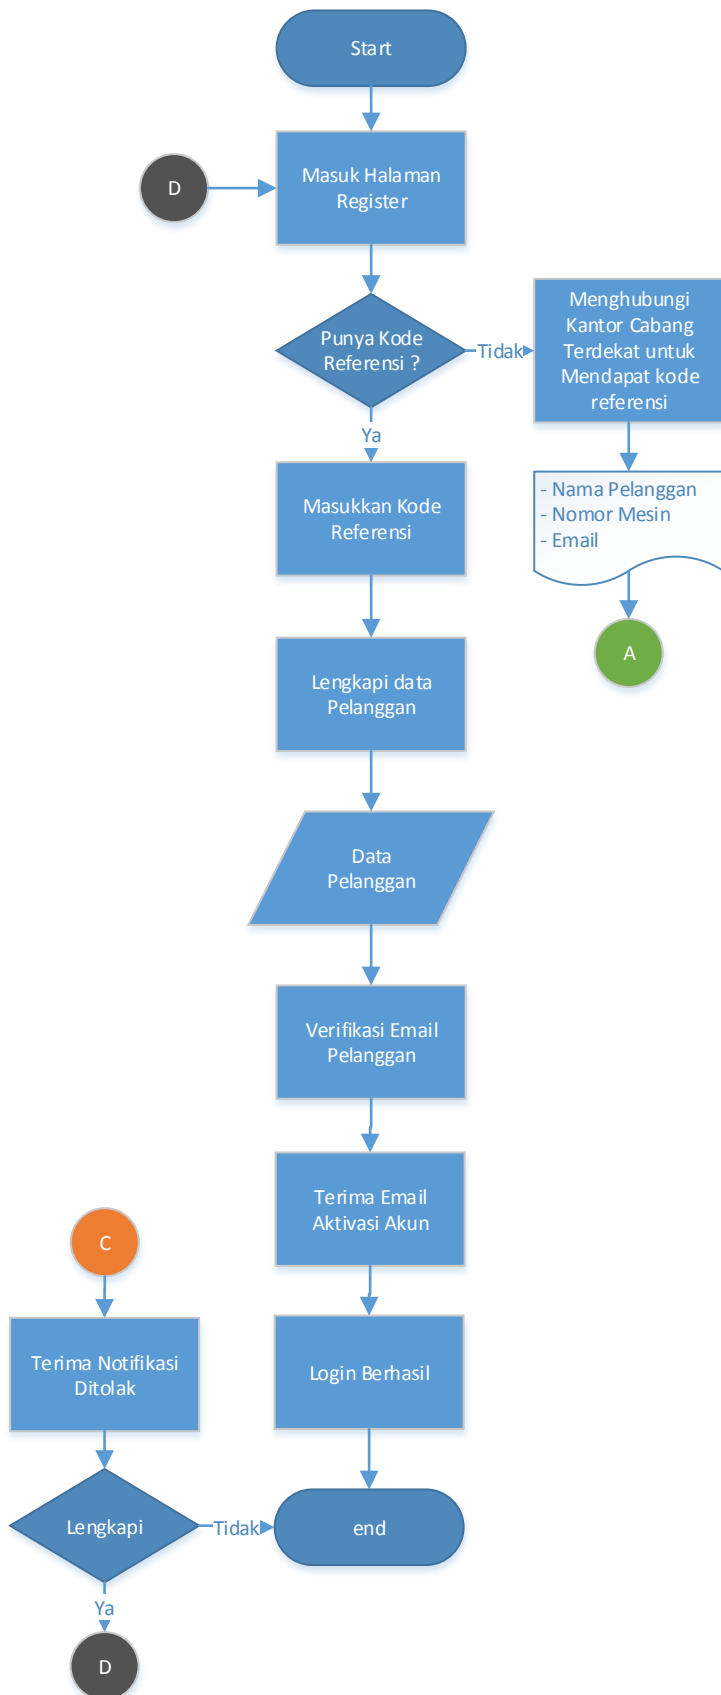 Start
D
Masuk Halaman
Register
Punya Kode
Referensi ?
Tidak
Menghubungi
Kantor Cabang
Terdekat untuk
Mendapat kode
referensi
Ya
- Nama Pelanggan
- Nomor Mesin
- Email
Masukkan Kode
Referensi
A
Lengkapi data
Pelanggan
Data
Pelanggan
Verifikasi Email
Pelanggan
Terima Email
Aktivasi Akun
C
Terima Notifikasi
Ditolak
Login Berhasil
Lengkapi
Tidak
end
Ya
D